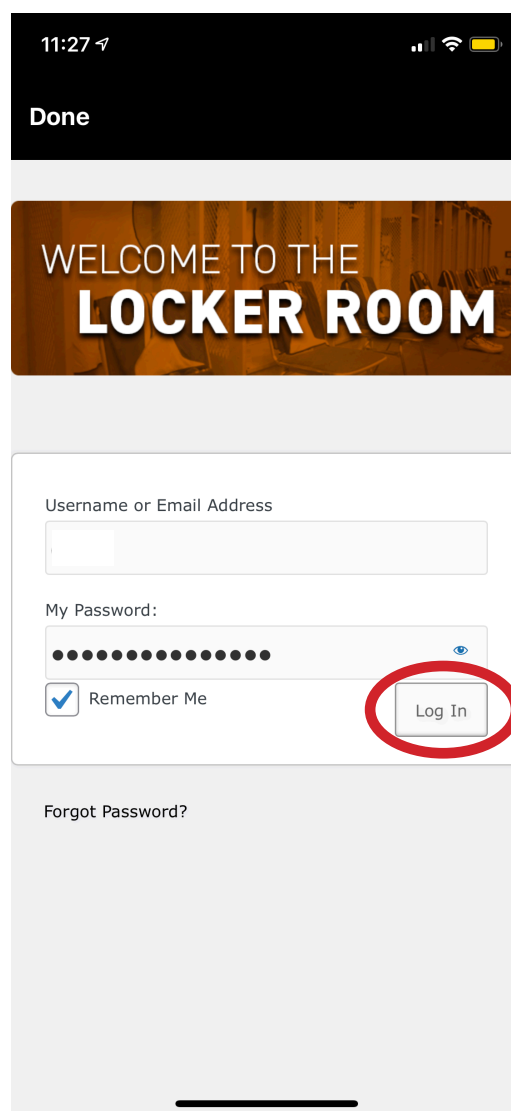 11:27
Done
WELCOME TO THE
LOCKER ROOM
Username or Email Address
My Password:
●●●●●●●●●●●●●●●
Remember Me
Log In
Forgot Password?